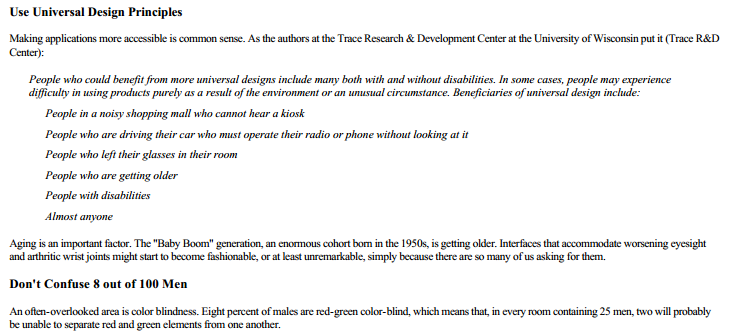 Use Universal Design Principles
Making applications more accessible is common sense. As the authors at the Trace Research & Development Center at the University of Wisconsin put it (Trace R&D
Center):
People who could benefit from more universal designs include many both with and without disabilities. In some cases, people may experience
difficulty in using products purely as a result of the environment or an unusual circumstance. Beneficiaries of universal design include:
People in a noisy shopping mall who cannot hear a kiosk
People who are driving their car who must operate their radio or phone without looking at it
People who left their glasses in their room
People who are getting older
People with disabilities
Almost anyone
Aging is an important factor. The "Baby Boom" generation, an enormous cohort born in the 1950s, is getting older. Interfaces that accommodate worsening eyesight
and arthritic wrist joints might start to become fashionable, or at least unremarkable, simply because there are so many of us asking for them.
Don't Confuse 8 out of 100 Men
An often-overlooked area is color blindness. Eight percent of males are red-green color-blind, which means that, in every room containing 25 men, two will probably
be unable to separate red and green elements from one another.